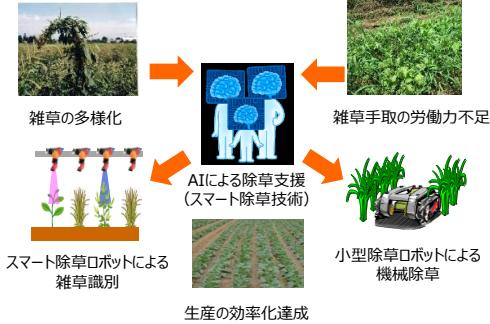 雑草の多様化
雑草手取の労働力不足
AIによる除草支援
（スマート除草技術）
スマート除草ロボットによる
雑草識別
小型除草ロボットによる
機械除草
生産の効率化達成